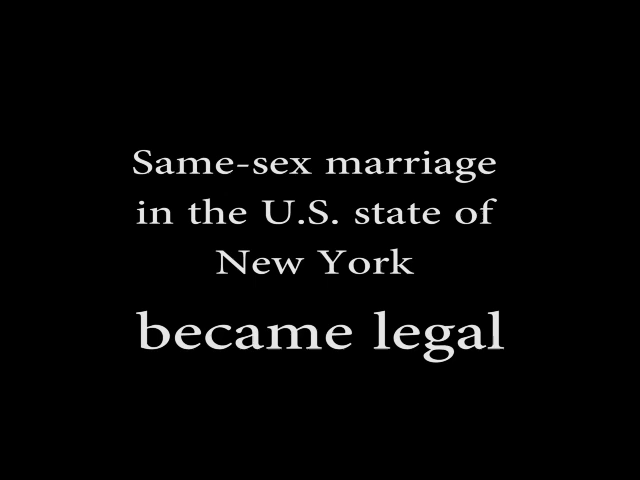 Same-sex marriage
in the U.S. state of
New York
became legal